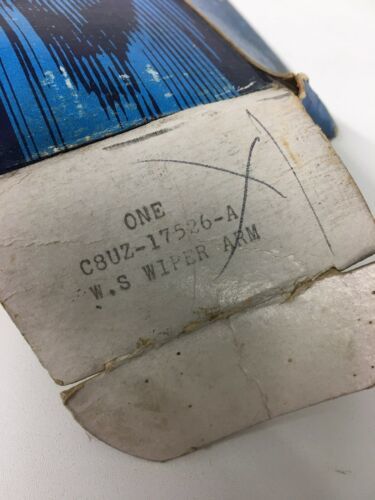 ONE
C8UZ-17526-A
W.S WIPER ARM